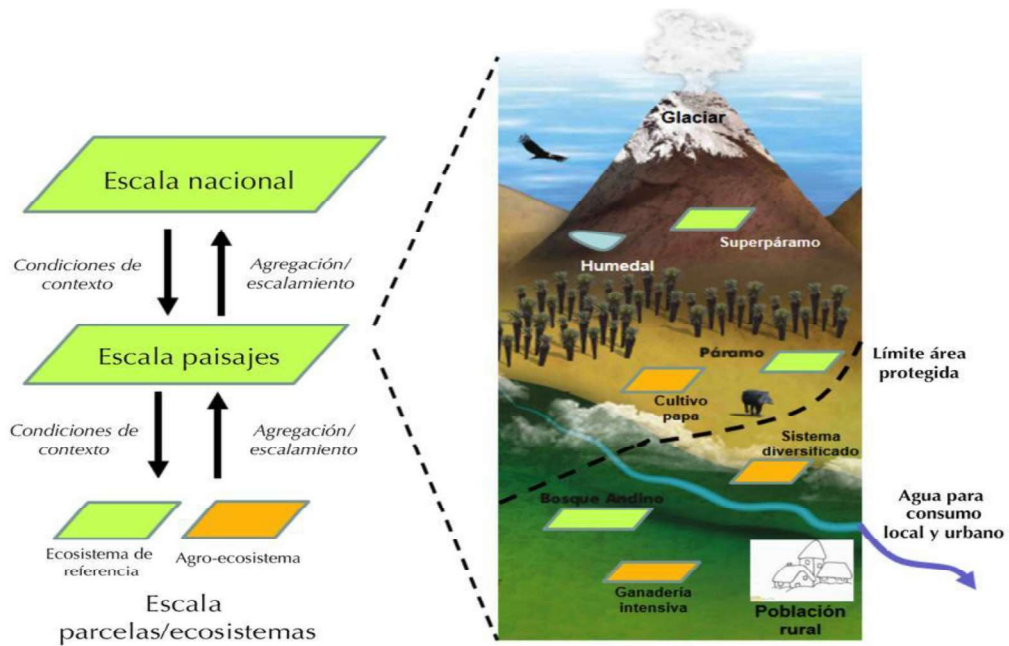 Escala nacional
Condiciones de
contexto
Agregación/
escalamiento
Escala paisajes
Condiciones de
contexto
Agregación/
escalamiento
Ecosistema de
referencia
Agro-ecosistema
Escala
parcelas/ecosistemas
Glaciar
Superpáramo
Humedal
Páramo
Cultivo
papa
Límite área
protegida
Sistema
diversificado
Bosque Andino
Agua para
consumo
local y urbano
Ganadería
intensiva
Población
rural